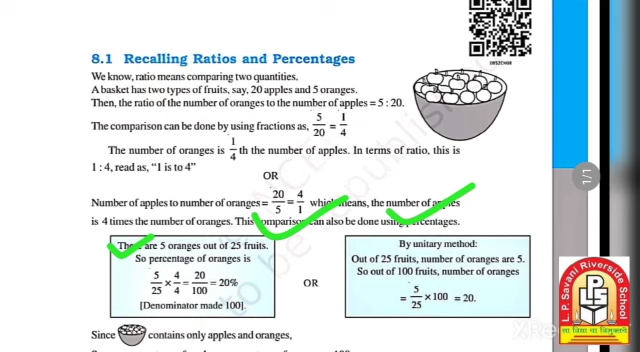 0852CH08
8.1 Recalling Ratios and Percentages
We know, ratio means comparing two quantities.
A basket has two types of fruits, say, 20 apples and 5 oranges.
Then, the ratio of the number of oranges to the number of apples = 5 : 20.
The comparison can be done by using fractions as, 5/20 = 1/4
The number of oranges is 1/4 th the number of apples. In terms of ratio, this is
1 : 4, read as, “1 is to 4”
OR
Number of apples to number of oranges = 20/5 = 4/1 which means, the number of apples
is 4 times the number of oranges. This comparison can also be done using percentages.
There are 5 oranges out of 25 fruits.
So percentage of oranges is
5/25 × 4/4 = 20/100 = 20%
[Denominator made 100].
OR
By unitary method:
Out of 25 fruits, number of oranges are 5.
So out of 100 fruits, number of oranges
= 5/25 × 100 = 20.
Since contains only apples and oranges,
1/1
L. P. Savani Riverside School
LPS